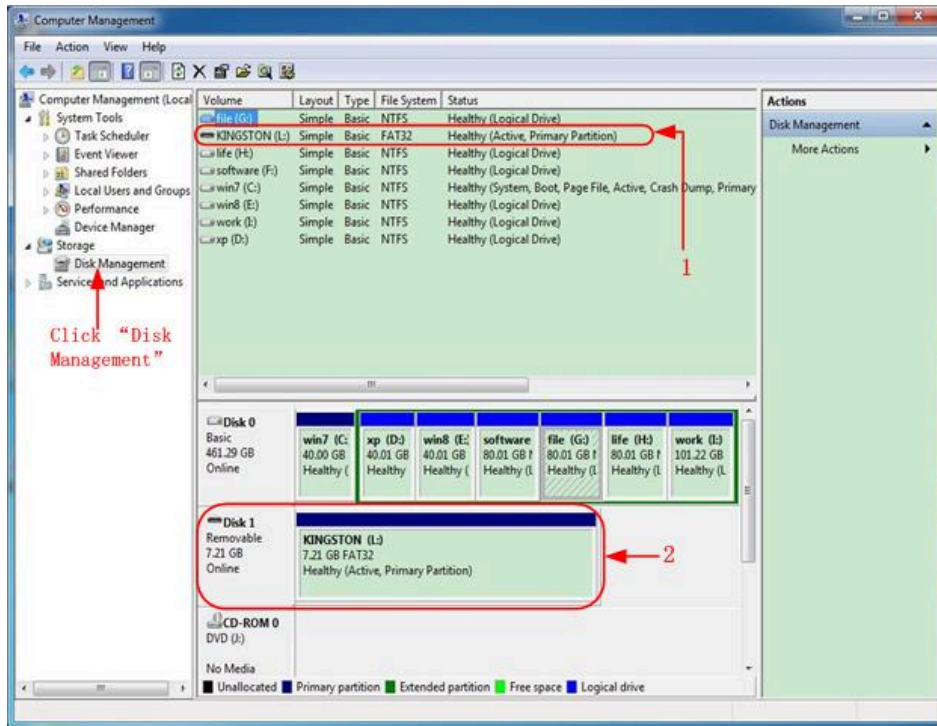 Computer Management
File Action View Help
Computer Management (Local
System Tools
Task Scheduler
Event Viewer
Shared Folders
Local Users and Groups
Performance
Device Manager
Storage
Disk Management
Services and Applications
Click “Disk
Management”
Volume Layout Type File System Status
file (G:) Simple Basic NTFS Healthy (Logical Drive)
KINGSTON (L:) Simple Basic FAT32 Healthy (Active, Primary Partition)
life (H:) Simple Basic NTFS Healthy (Logical Drive)
software (F:) Simple Basic NTFS Healthy (Logical Drive)
win7 (C:) Simple Basic NTFS Healthy (System, Boot, Page File, Active, Crash Dump, Primary
win8 (E:) Simple Basic NTFS Healthy (Logical Drive)
work (I:) Simple Basic NTFS Healthy (Logical Drive)
xp (D:) Simple Basic NTFS Healthy (Logical Drive)
1
Actions
Disk Management
More Actions
Disk 0
Basic
461.29 GB
Online
win7 (C:
40.00 GB
Healthy (
xp (D:)
40.01 GB
Healthy
win8 (E:
40.01 GB
Healthy (
software
80.01 GB
Healthy (L
file (G:)
80.01 GB
Healthy (L
life (H:)
80.01 GB
Healthy (L
work (I:)
101.22 GB
Healthy (L
Disk 1
Removable
7.21 GB
Online
KINGSTON (L:)
7.21 GB FAT32
Healthy (Active, Primary Partition)
2
CD-ROM 0
DVD (J:)
No Media
Unallocated Primary partition Extended partition Free space Logical drive